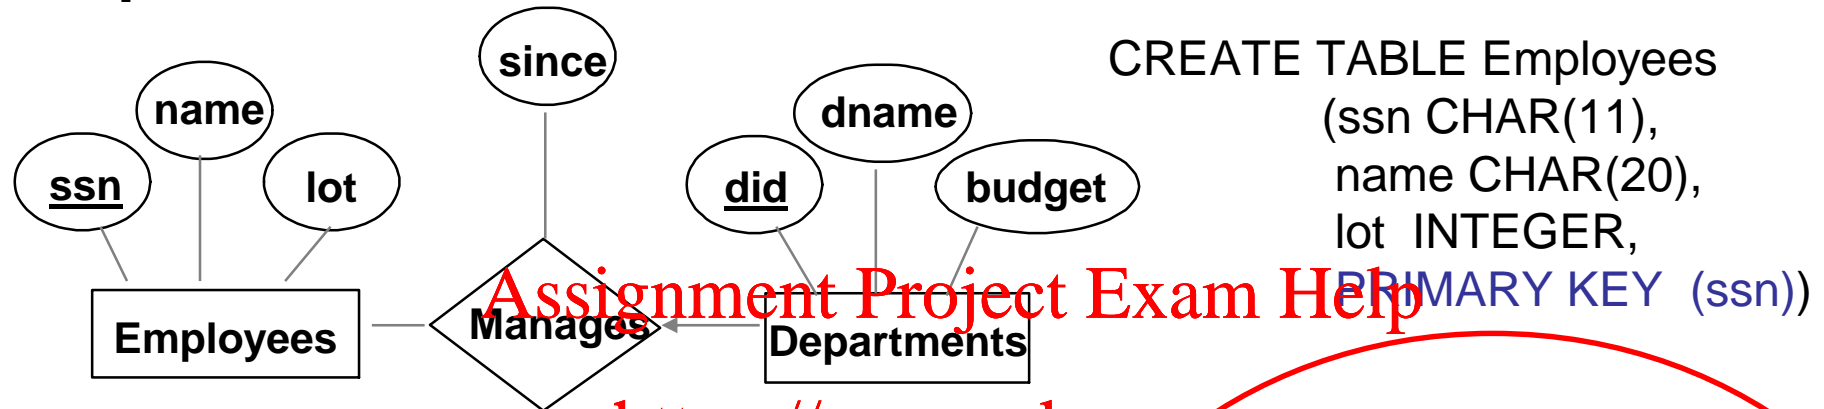 since
name
dname
ssn
lot
did
budget
Employees
Manages
Departments
CREATE TABLE Employees
(ssn CHAR(11),
name CHAR(20),
lot INTEGER,
PRIMARY KEY (ssn))
Assignment Project Exam Help